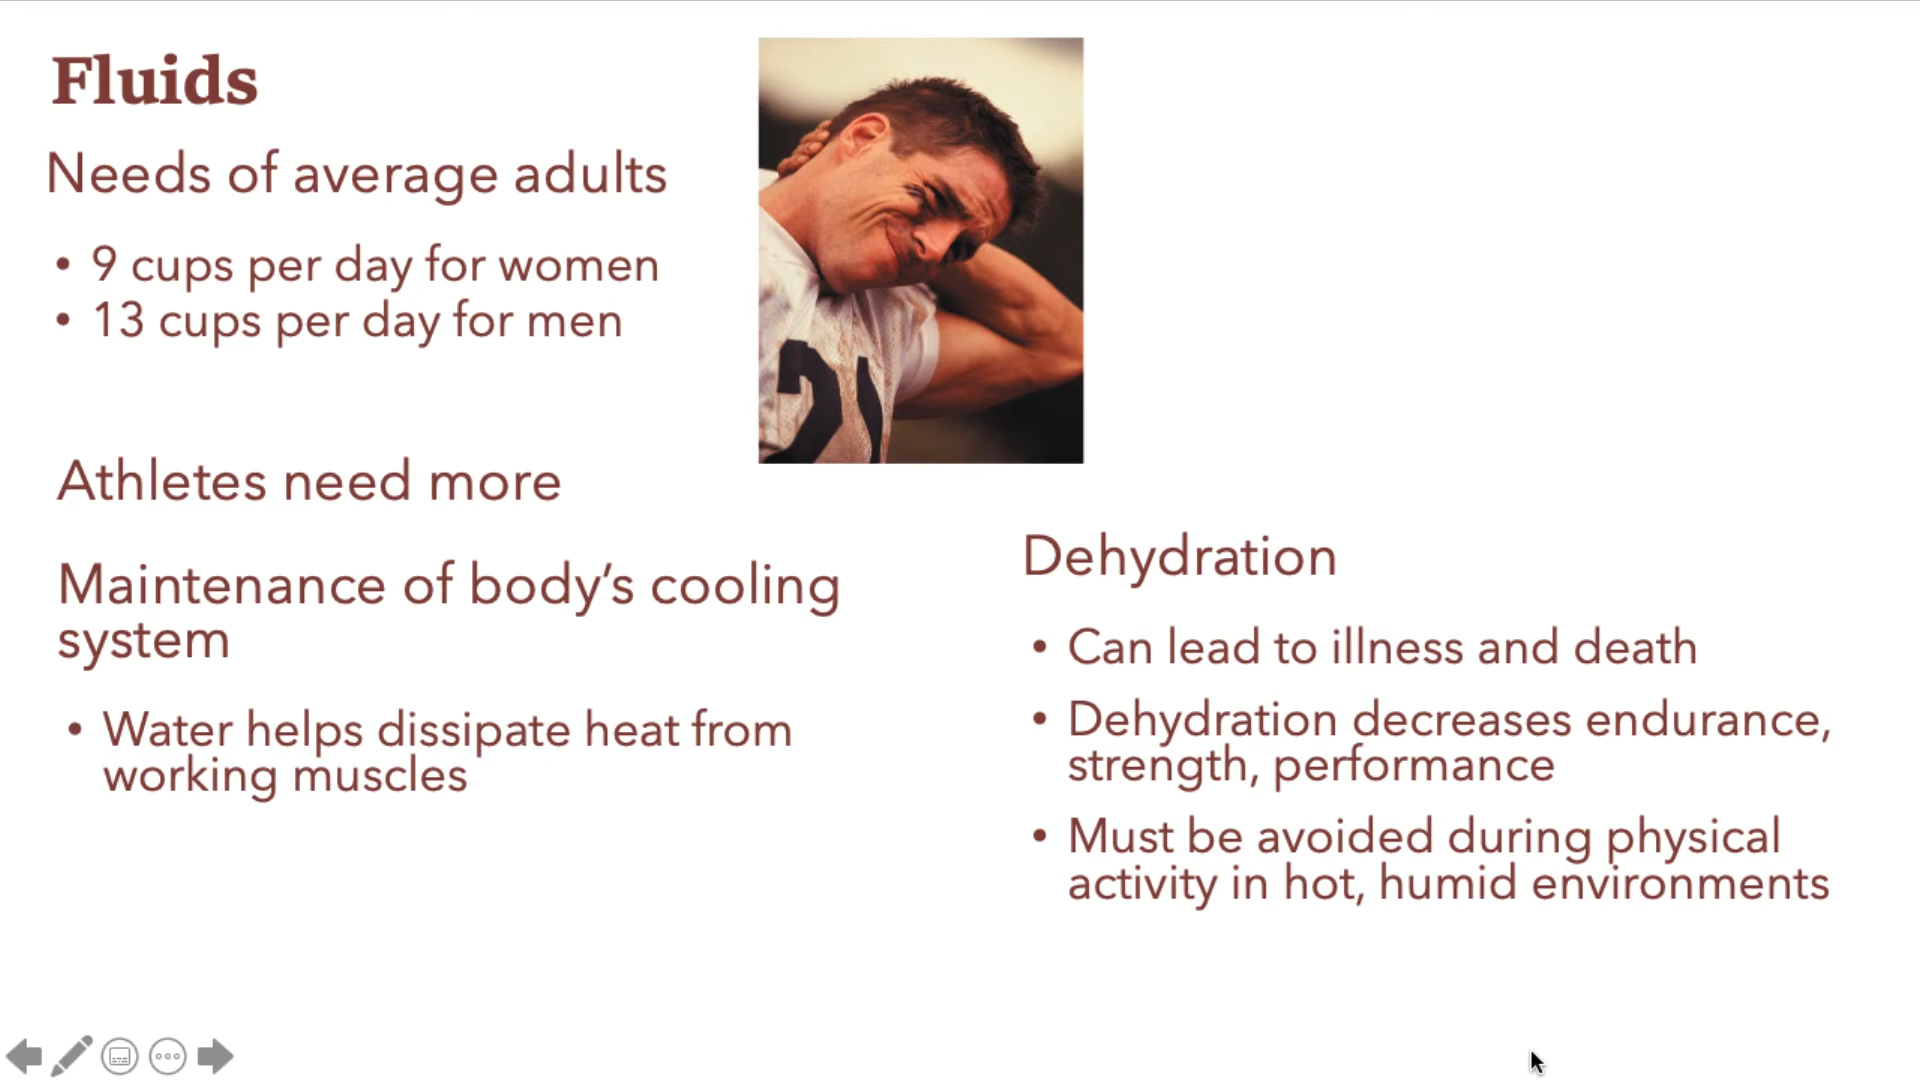 Fluids
Needs of average adults
• 9 cups per day for women
• 13 cups per day for men
Athletes need more
Maintenance of body’s cooling
system
• Water helps dissipate heat from
working muscles
Dehydration
• Can lead to illness and death
• Dehydration decreases endurance,
strength, performance
• Must be avoided during physical
activity in hot, humid environments